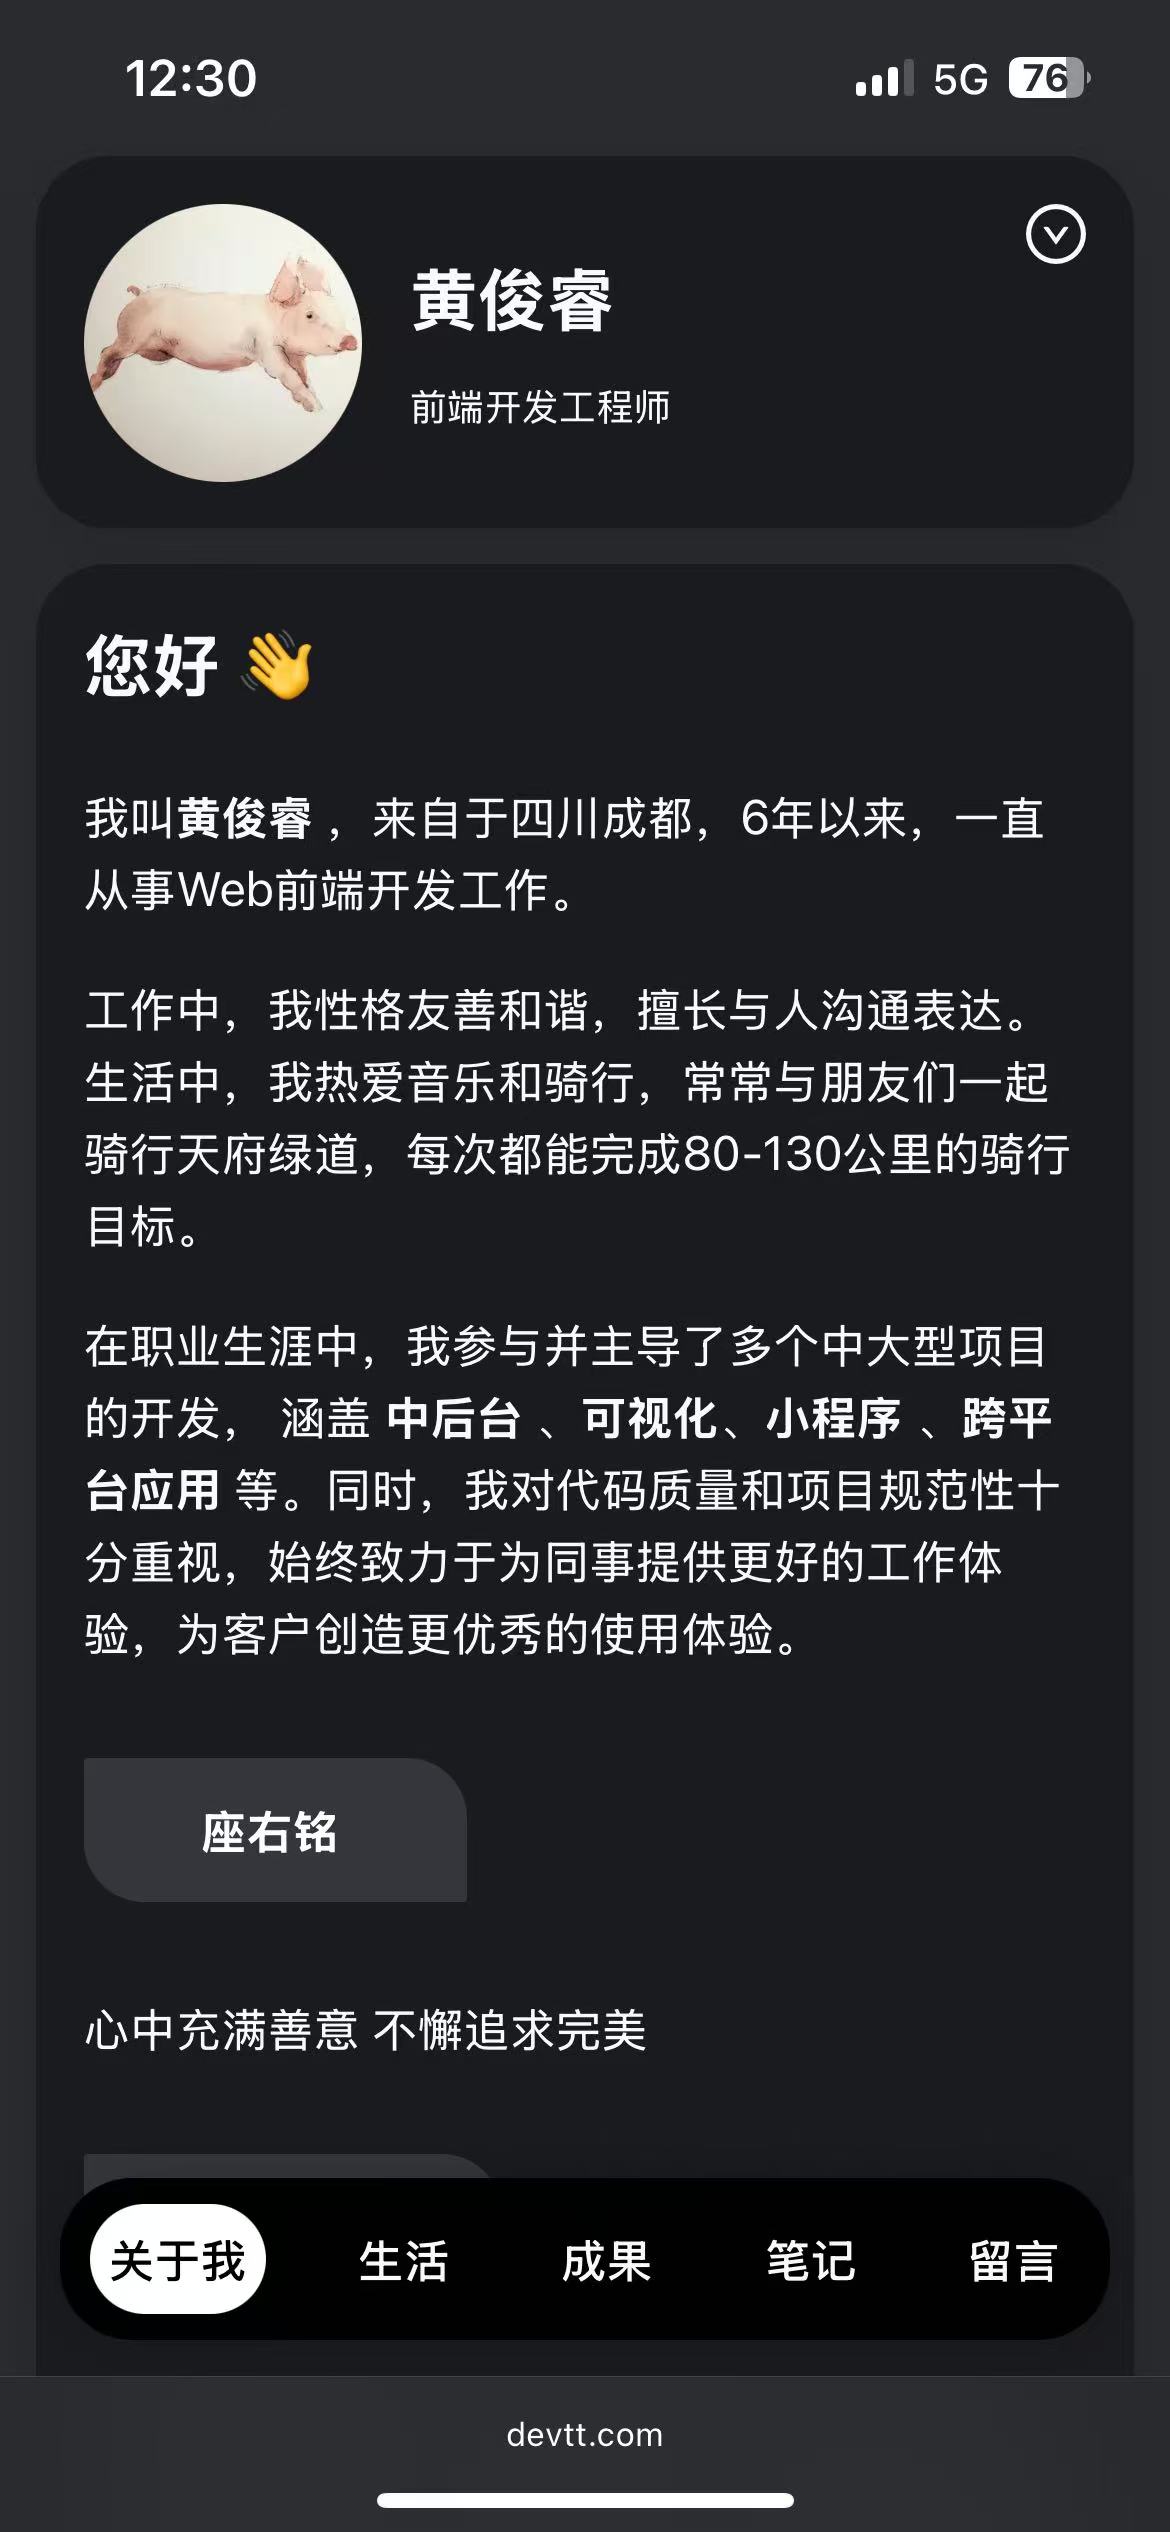 12:30
5G 76
黄俊睿
前端开发工程师
您好 👋
我叫黄俊睿 ，来自于四川成都，6年以来，一直
从事Web前端开发工作。
工作中，我性格友善和谐，擅长与人沟通表达。
生活中，我热爱音乐和骑行，常常与朋友们一起
骑行天府绿道，每次都能完成80-130公里的骑行
目标。
在职业生涯中，我参与并主导了多个中大型项目
的开发， 涵盖 中后台 、可视化、小程序 、跨平
台应用 等。同时，我对代码质量和项目规范性十
分重视，始终致力于为同事提供更好的工作体
验，为客户创造更优秀的使用体验。
座右铭
心中充满善意 不懈追求完美
关于我 生活 成果 笔记 留言
devtt.com